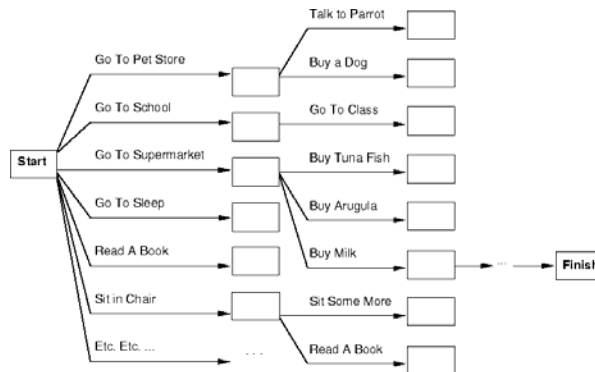 Talk to Parrot
Go To Pet Store
Buy a Dog
Go To School
Go To Class
Start
Go To Supermarket
Buy Tuna Fish
Go To Sleep
Buy Arugula
Read A Book
Buy Milk
...
Finish
Sit in Chair
Sit Some More
Etc. Etc. ...
. . .
Read A Book